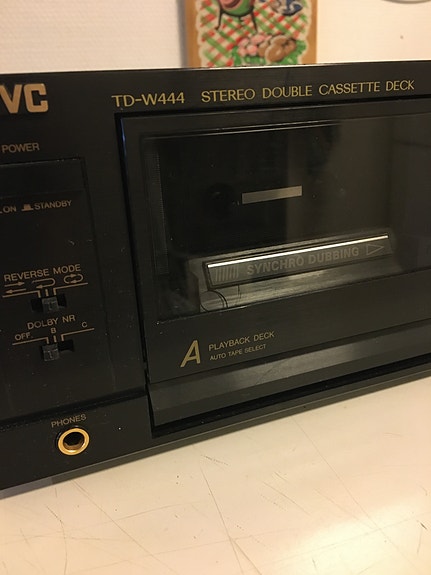 JVC
TD-W444 STEREO DOUBLE CASSETTE DECK
POWER
ON STANDBY
SYNCHRO DUBBING
REVERSE MODE
DOLBY NR
OFF B C
A PLAYBACK DECK
AUTO TAPE SELECT
PHONES